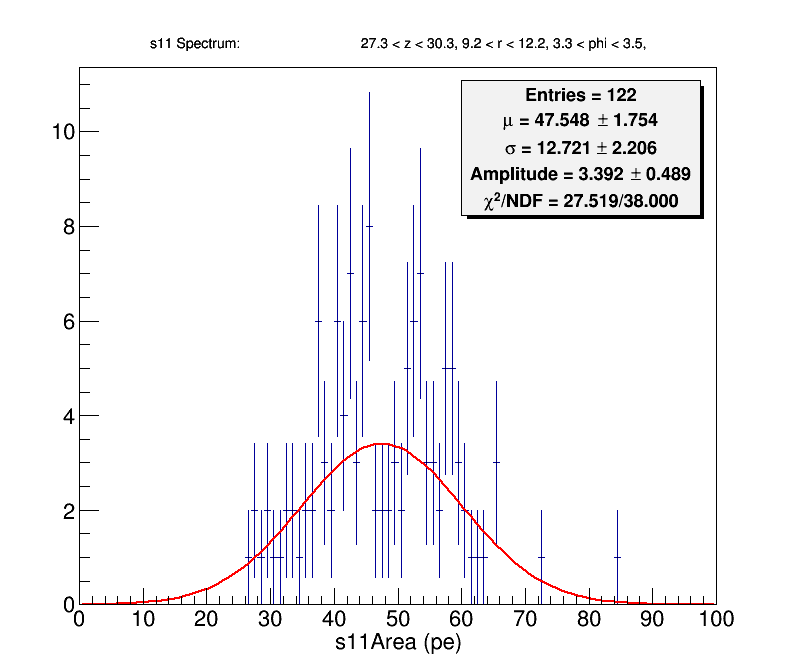 s11 Spectrum: 27.3 < z < 30.3, 9.2 < r < 12.2, 3.3 < phi < 3.5,
Entries = 122
μ = 47.548 ± 1.754
σ = 12.721 ± 2.206
Amplitude = 3.392 ± 0.489
χ²/NDF = 27.519/38.000
10
8
6
4
2
0
0 10 20 30 40 50 60 70 80 90 100
s11Area (pe)